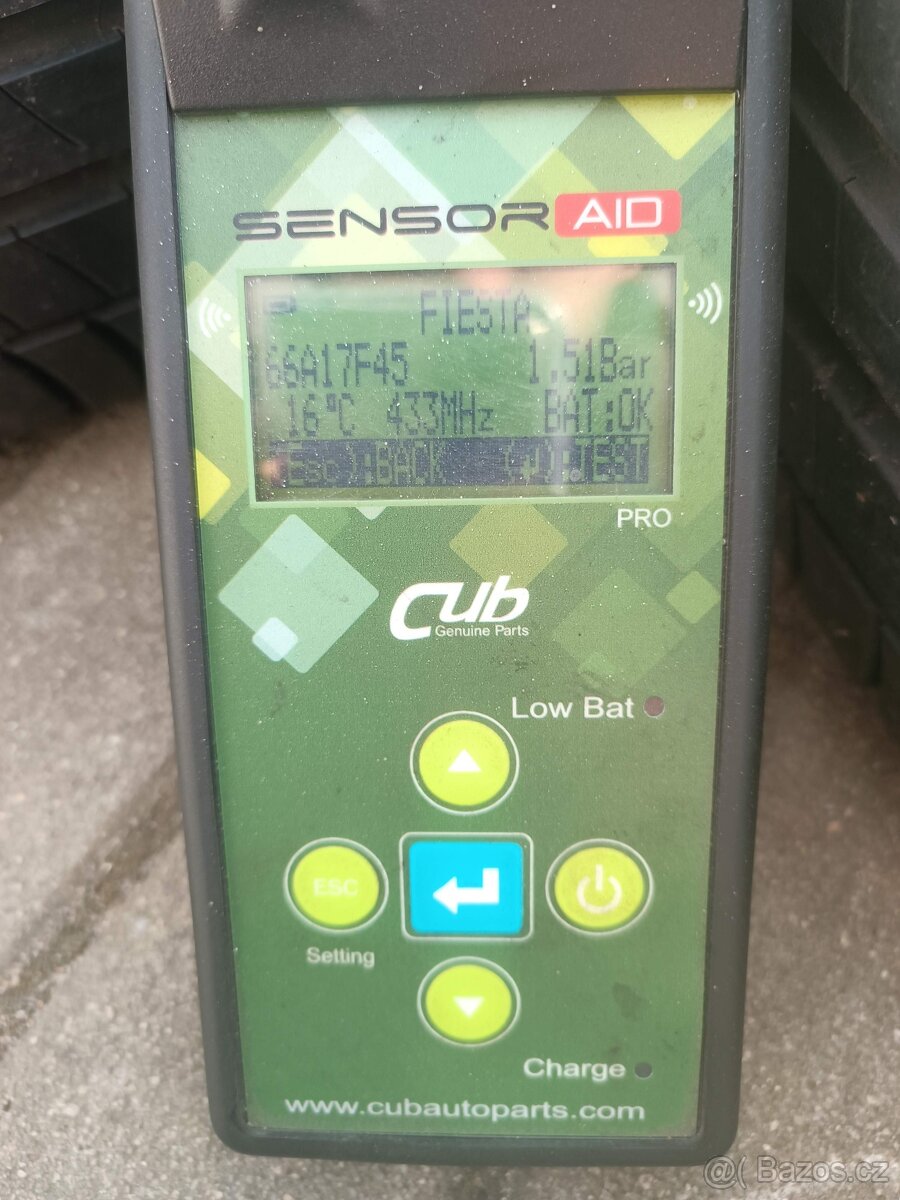 SENSOR AID
FIESTA
66A17F45 1.51Bar
16°C 433MHz BAT:OK
(Esc):BACK (↵):TEST
PRO
Cub
Genuine Parts
Low Bat
ESC
Setting
Charge
www.cubautoparts.com
@( Bazos.cz